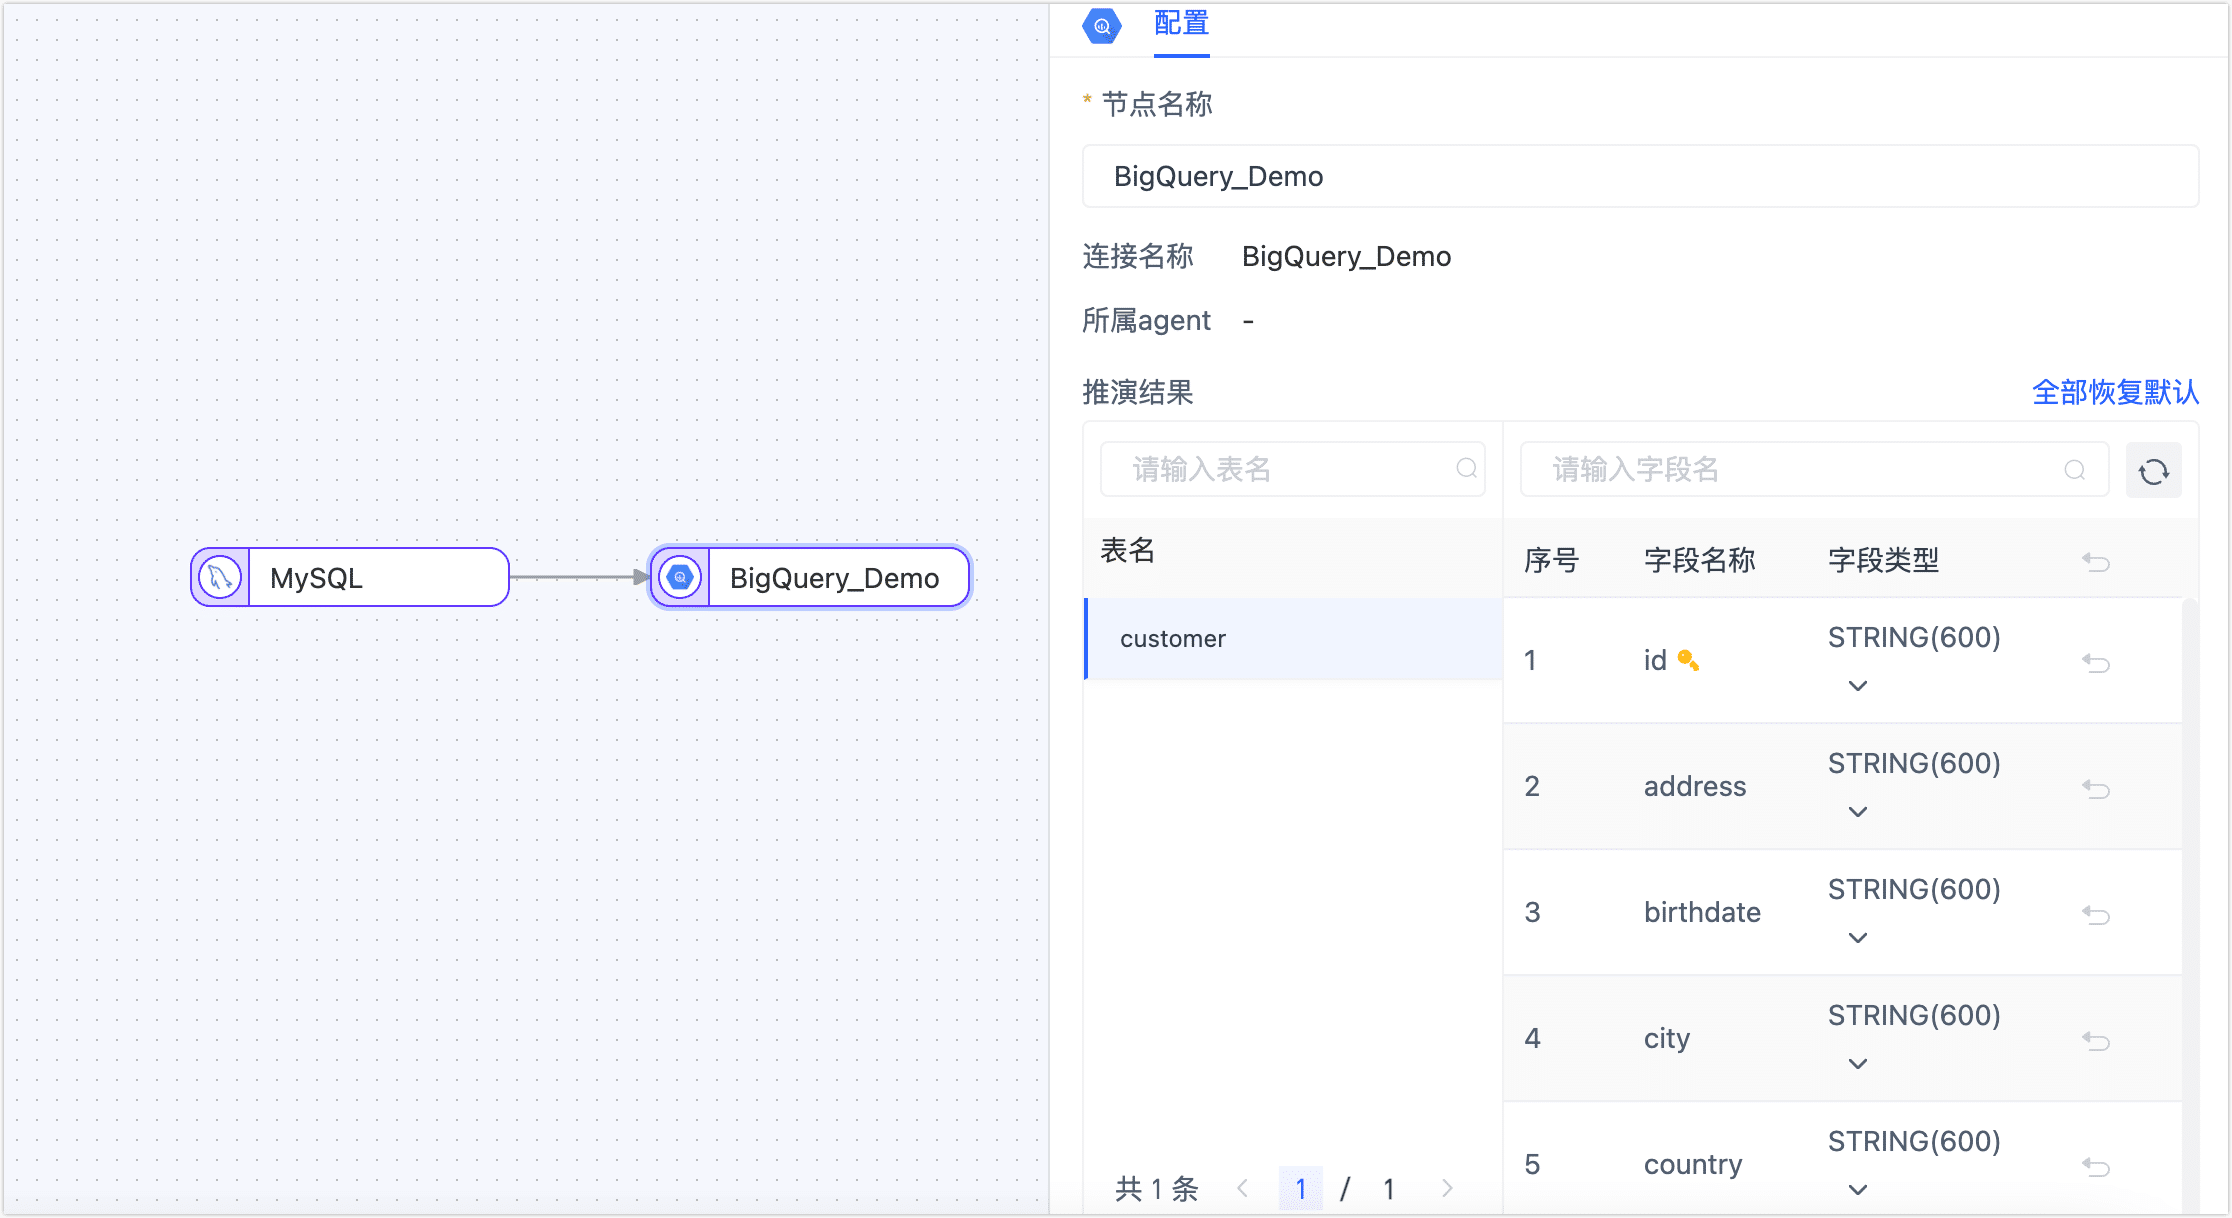 MySQL
BigQuery_Demo
配置
* 节点名称
BigQuery_Demo
连接名称 BigQuery_Demo
所属agent -
推演结果 全部恢复默认
请输入表名 请输入字段名
表名
序号 字段名称 字段类型
customer
1 id STRING(600)
2 address STRING(600)
3 birthdate STRING(600)
4 city STRING(600)
5 country STRING(600)
共 1 条 1 / 1